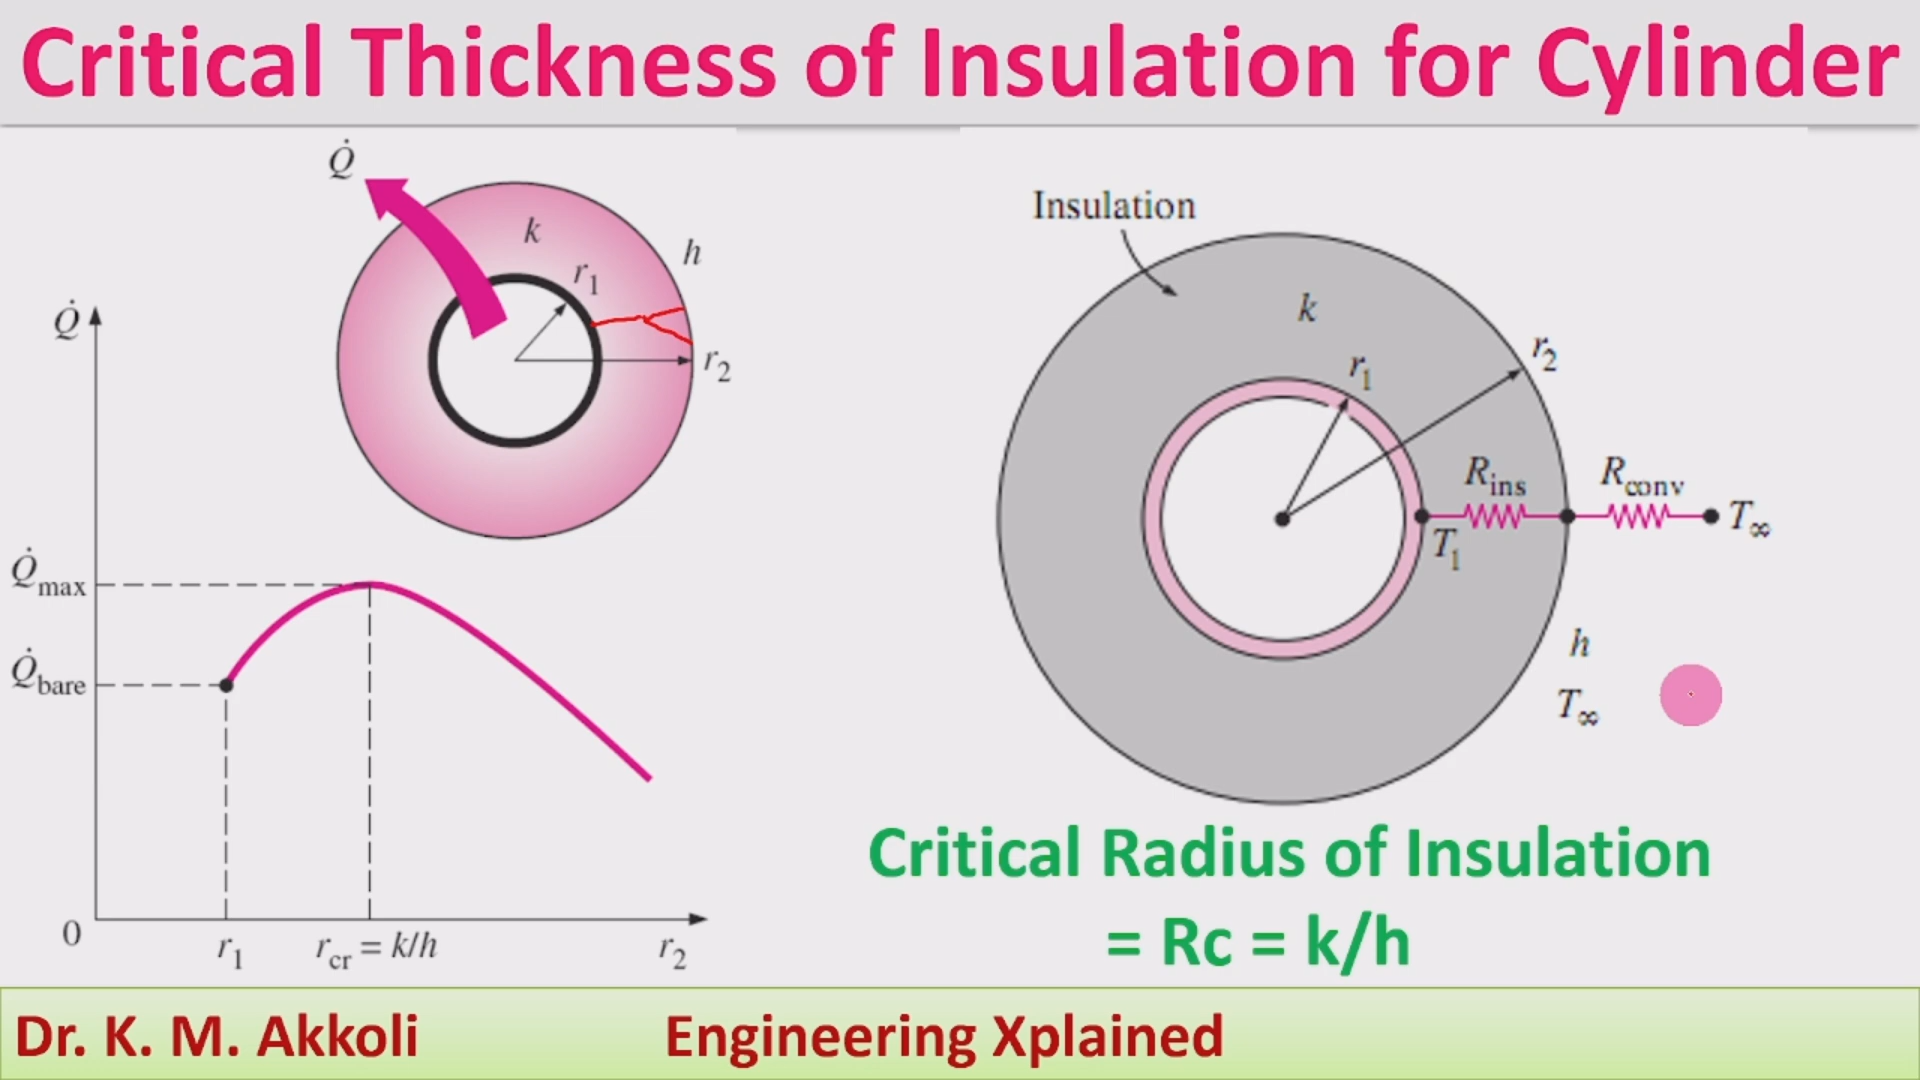 Critical Thickness of Insulation for Cylinder
Q̇
k
r₁
h
r₂
Q̇
Q̇max
Q̇bare
0
r₁
rcr = k/h
r₂
Insulation
k
r₁
r₂
Rins
Rconv
T₁
T∞
h
T∞
Critical Radius of Insulation
= Rc = k/h
Dr. K. M. Akkoli Engineering Xplained